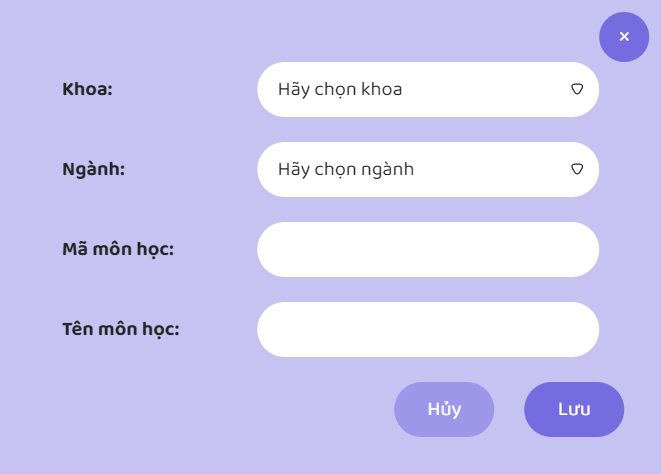 ×
Khoa: Hãy chọn khoa
Ngành: Hãy chọn ngành
Mã môn học:
Tên môn học:
Hủy Lưu